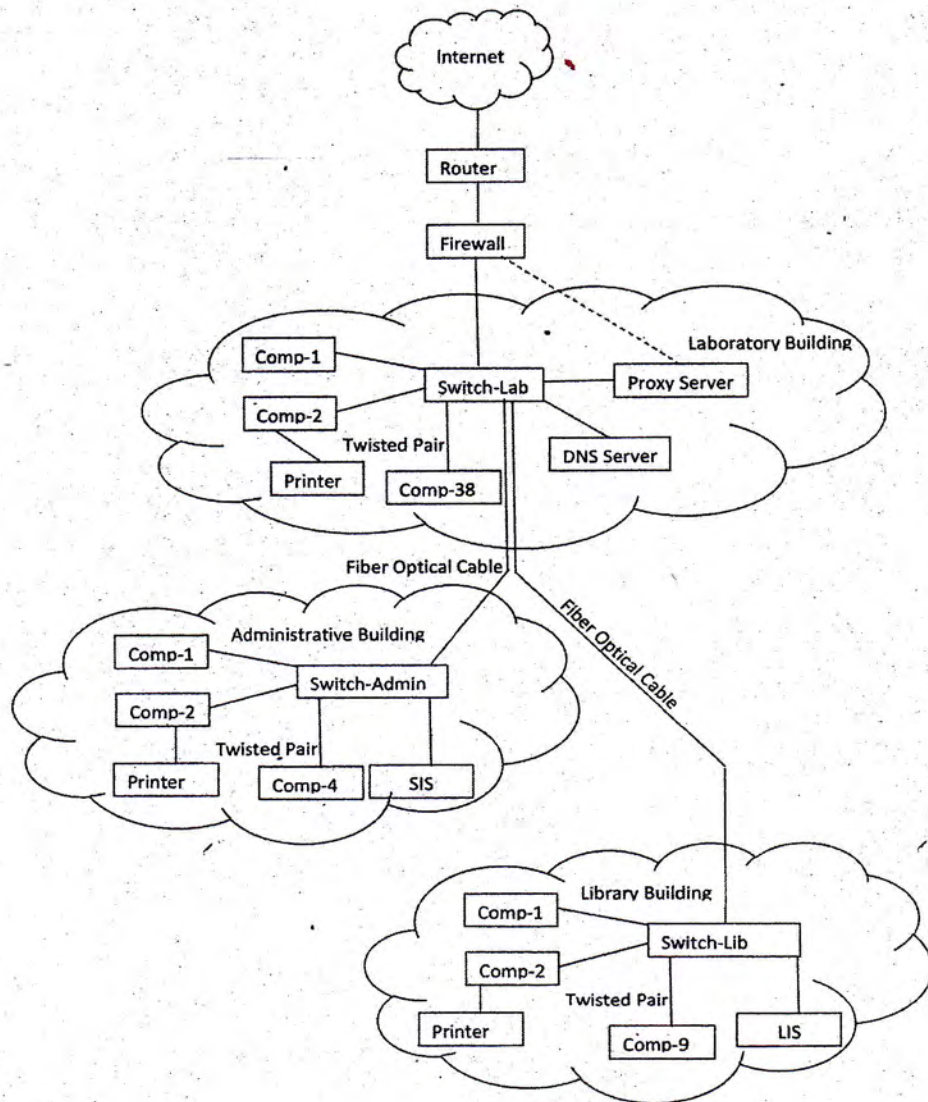 Internet
Router
Firewall
Laboratory Building
Comp-1
Switch-Lab
Proxy Server
Comp-2
Twisted Pair
DNS Server
Printer
Comp-38
Fiber Optical Cable
Fiber Optical Cable
Administrative Building
Comp-1
Switch-Admin
Comp-2
Twisted Pair
Printer
Comp-4
SIS
Library Building
Comp-1
Switch-Lib
Comp-2
Twisted Pair
Printer
Comp-9
LIS